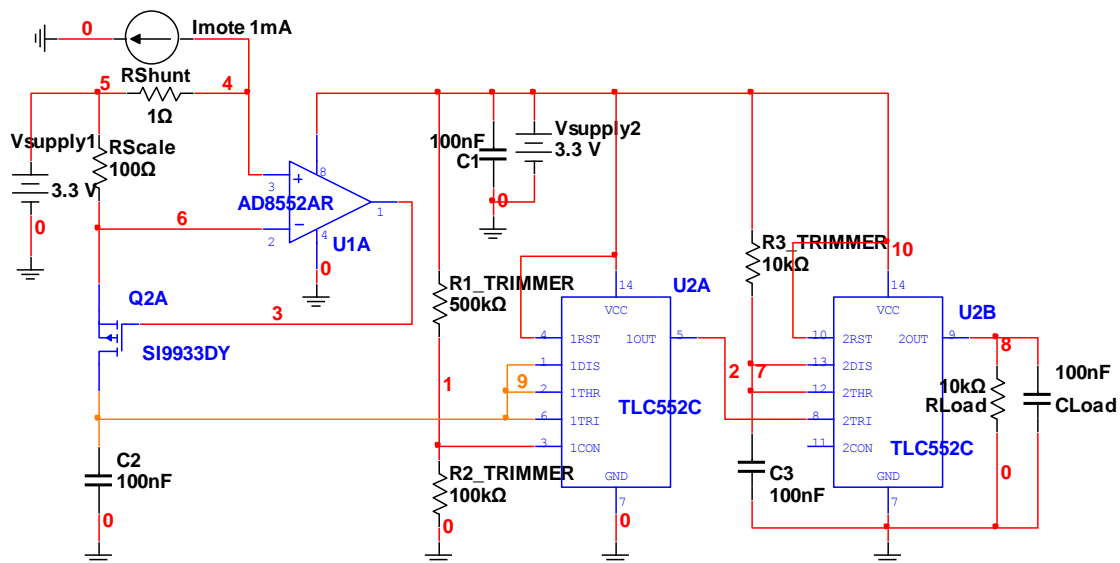 0
Imote 1mA
5
RShunt
4
1Ω
Vsupply1
RScale
100Ω
3.3 V
0
3
8
AD8552AR
1
6
2
4
U1A
0
Q2A
3
SI9933DY
C2
100nF
0
100nF
C1
Vsupply2
3.3 V
0
R1_TRIMMER
500kΩ
1
9
R2_TRIMMER
100kΩ
0
14
U2A
VCC
4
1RST
1OUT
5
1
1DIS
2
1THR
TLC552C
6
1TRI
3
1CON
GND
7
0
2
7
R3_TRIMMER
10kΩ
10
14
U2B
VCC
10
2RST
2OUT
9
8
13
2DIS
12
2THR
8
2TRI
11
2CON
TLC552C
GND
7
C3
100nF
10kΩ
RLoad
100nF
CLoad
0